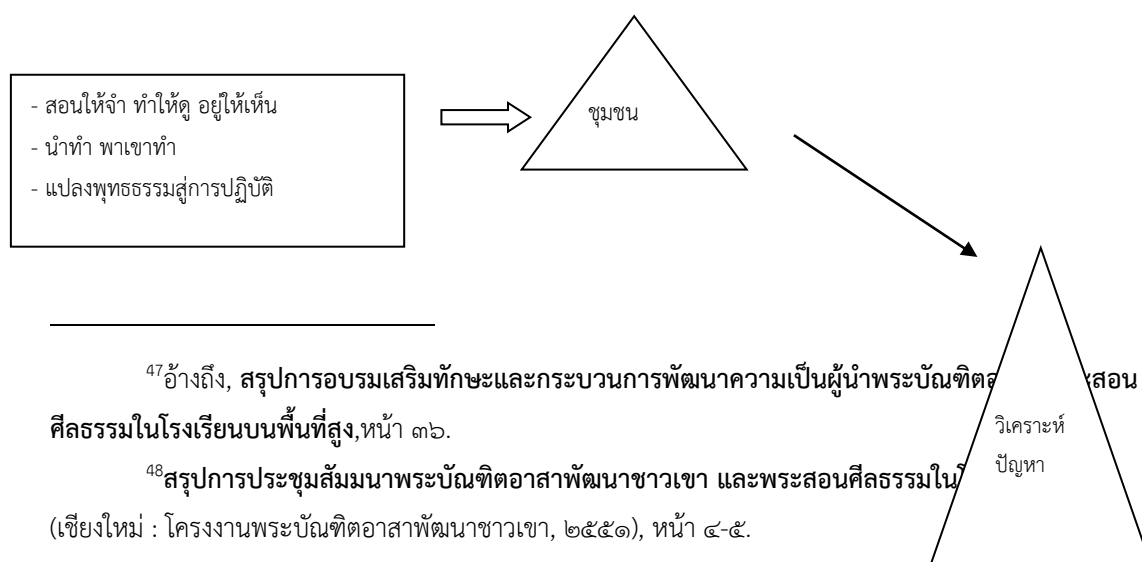 - สอนให้จำ ทำให้ดู อยู่ให้เห็น
- นำทำ พาเขาทำ
- แปลงพุทธธรรมสู่การปฏิบัติ
ชุมชน
47อ้างถึง, สรุปการอบรมเสริมทักษะและกระบวนการพัฒนาความเป็นผู้นำพระบัณฑิต สอน
ศีลธรรมในโรงเรียนบนพื้นที่สูง,หน้า ๓๖.
วิเคราะห์
ปัญหา
48สรุปการประชุมสัมมนาพระบัณฑิตอาสาพัฒนาชาวเขา และพระสอนศีลธรรมใน
(เชียงใหม่ : โครงงานพระบัณฑิตอาสาพัฒนาชาวเขา, ๒๕๕๑), หน้า ๔-๕.